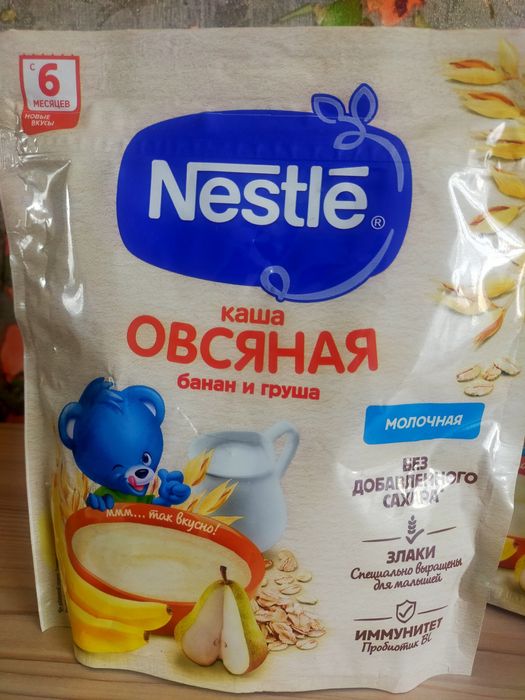 с 6
МЕСЯЦЕВ
НОВЫЕ
ВКУСЫ
Nestlé®
каша
ОВСЯНАЯ
банан и груша
МОЛОЧНАЯ
БЕЗ
ДОБАВЛЕННОГО
САХАРА
ммм... так вкусно!
ЗЛАКИ
Специально выращены
для малышей
ИММУНИТЕТ
Пробиотик BL